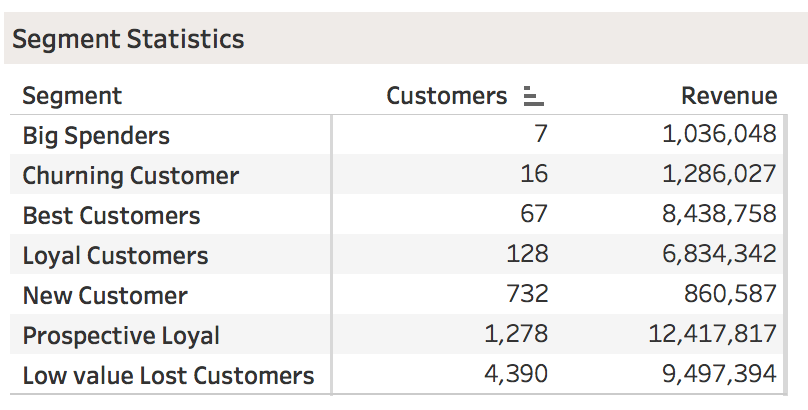 Segment Statistics
Segment Customers Revenue
Big Spenders 7 1,036,048
Churning Customer 16 1,286,027
Best Customers 67 8,438,758
Loyal Customers 128 6,834,342
New Customer 732 860,587
Prospective Loyal 1,278 12,417,817
Low value Lost Customers 4,390 9,497,394